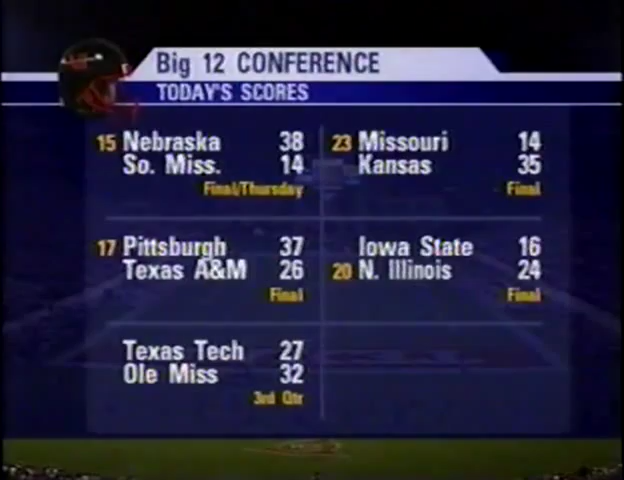 Big 12 CONFERENCE
TODAY'S SCORES
15 Nebraska 38
So. Miss. 14
Final/Thursday
23 Missouri 14
Kansas 35
Final
17 Pittsburgh 37
Texas A&M 26
Final
Iowa State 16
20 N. Illinois 24
Final
Texas Tech 27
Ole Miss 32
3rd Qtr